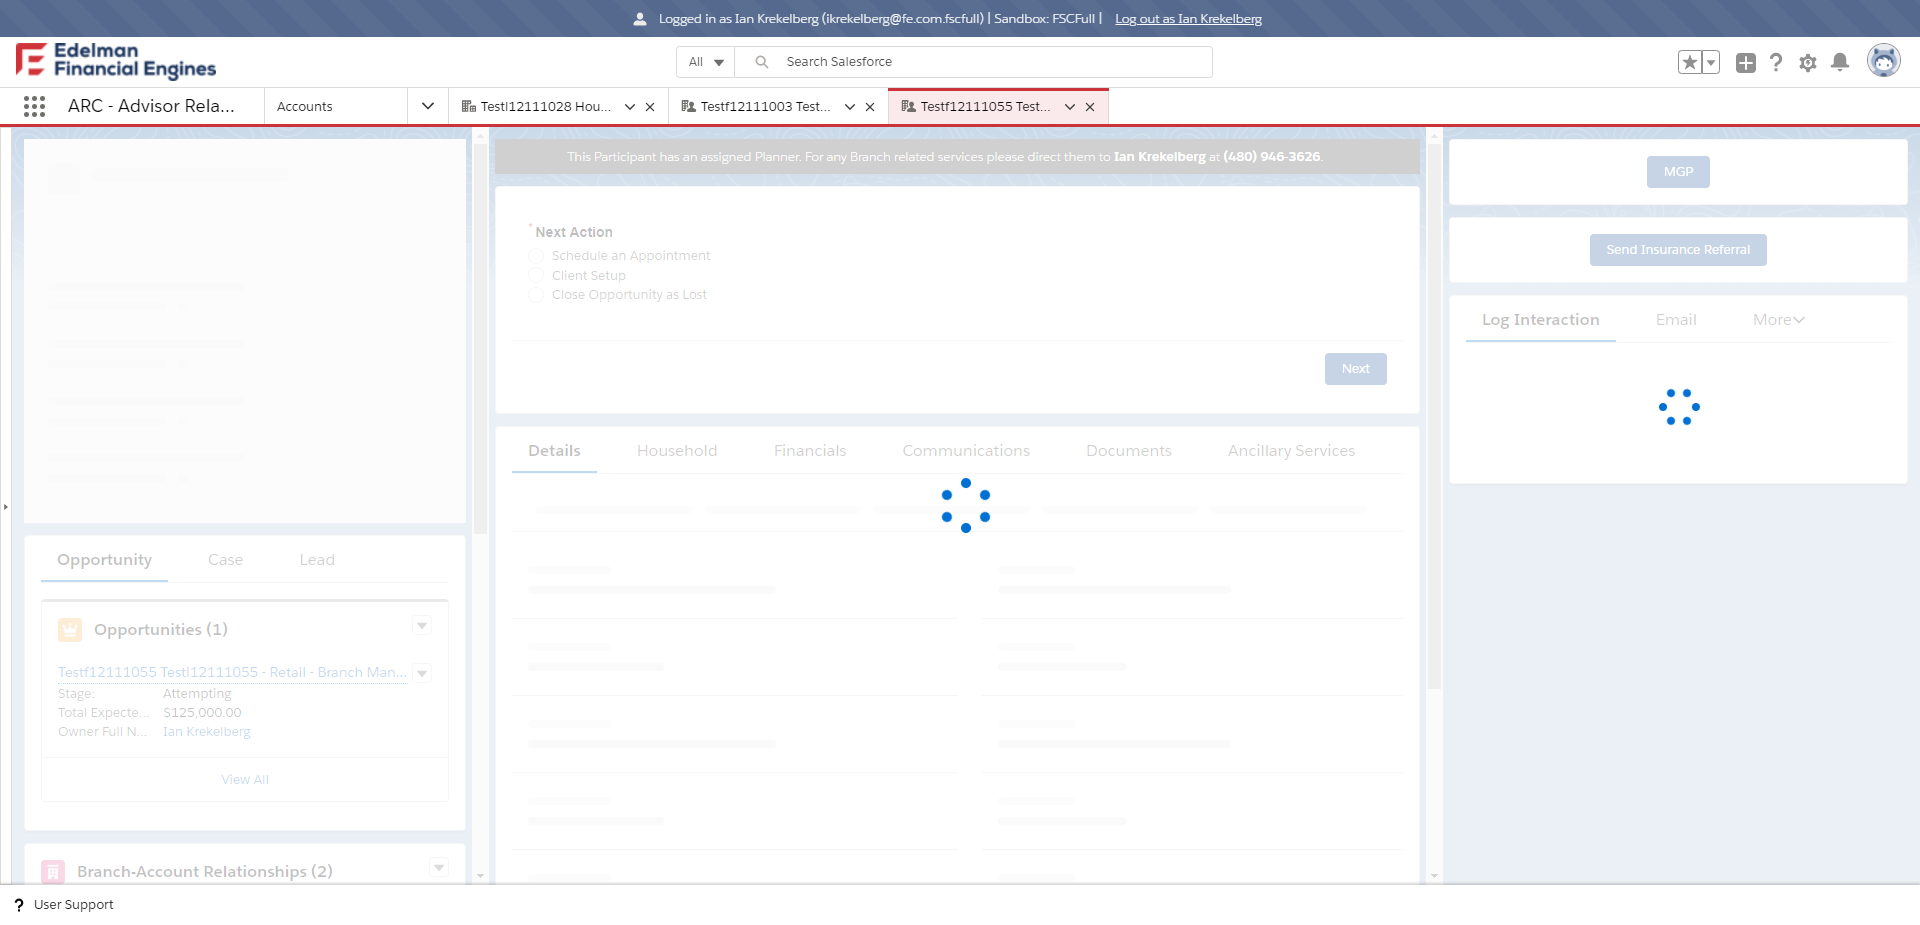 Logged in as Ian Krekelberg (ikrekelberg@fe.com.fscfull) | Sandbox: FSCFull | Log out as Ian Krekelberg
Edelman
Financial Engines
All
Search Salesforce
ARC - Advisor Rela...
Accounts
Testl12111028 Hou...
Testf12111003 Test...
Testf12111055 Test...
This Participant has an assigned Planner. For any Branch related services please direct them to Ian Krekelberg at (480) 946-3626.
* Next Action
Schedule an Appointment
Client Setup
Close Opportunity as Lost
Next
Details
Household
Financials
Communications
Documents
Ancillary Services
MGP
Send Insurance Referral
Log Interaction
Email
More
Opportunity
Case
Lead
Opportunities (1)
Testf12111055 Testl12111055 - Retail - Branch Man...
Stage: Attempting
Total Expecte... $125,000.00
Owner Full N... Ian Krekelberg
View All
Branch-Account Relationships (2)
? User Support